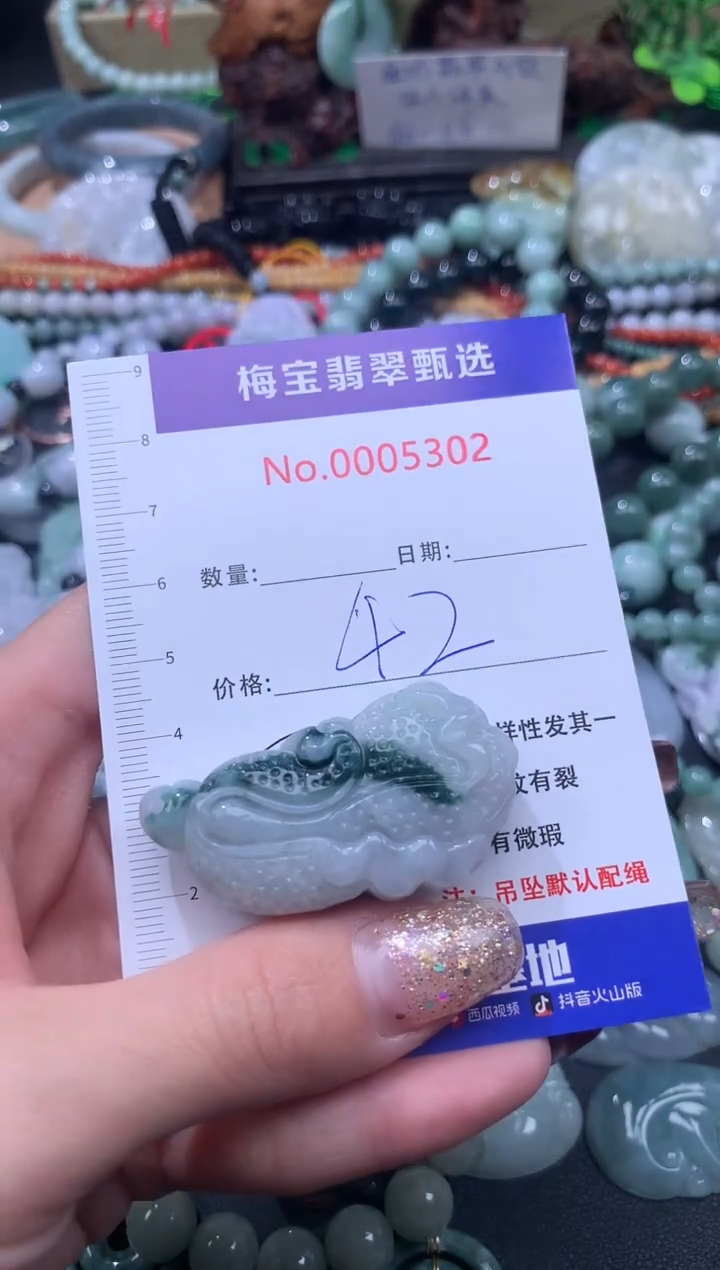 梅宝翡翠甄选
No.0005302
9
8
7
6
5
4
2
数量:
日期:
42
价格:
样性发其一
纹有裂
有微瑕
注：吊坠默认配绳
基地
西瓜视频
抖音火山版